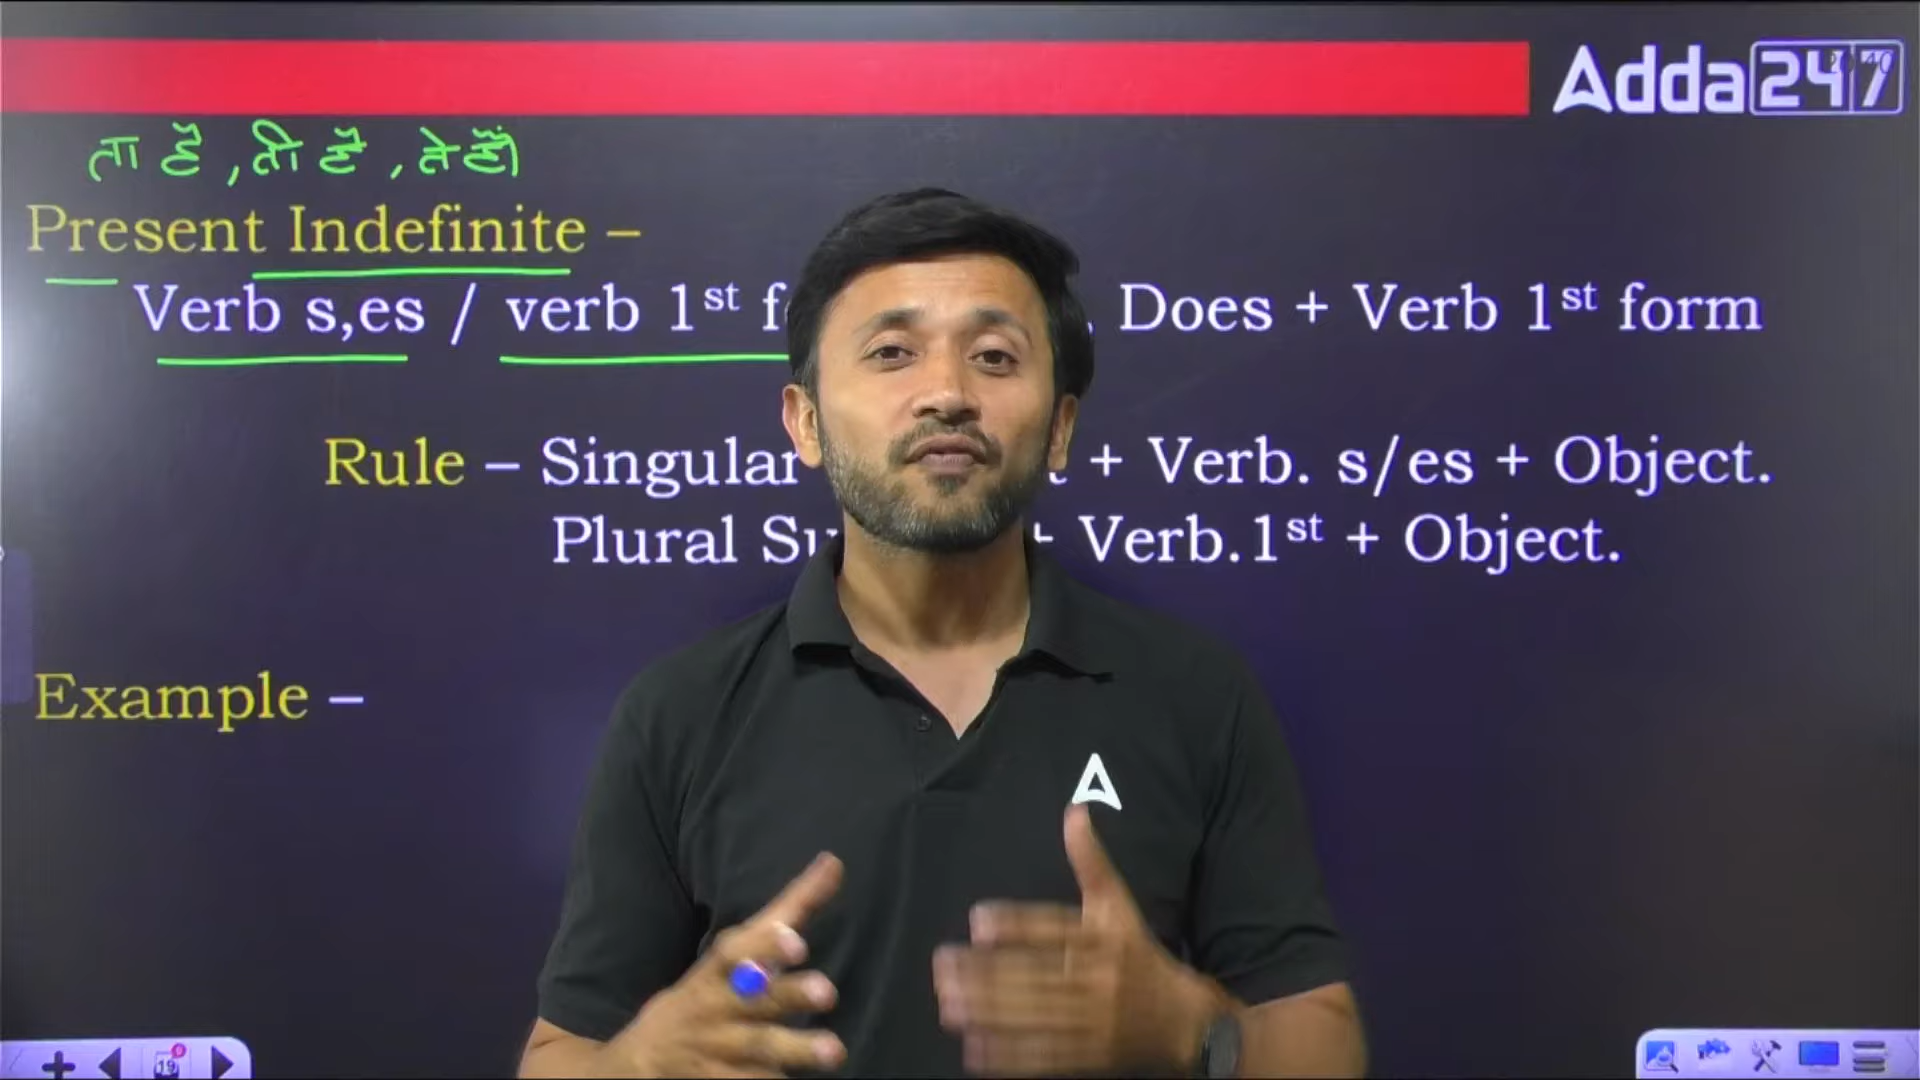 Adda247
ता है, ती है, ते हैं।
Present Indefinite –
Verb s,es / verb 1st Does + Verb 1st form
Rule – Singular + Verb. s/es + Object.
Plural + Verb.1st + Object.
Example –
19